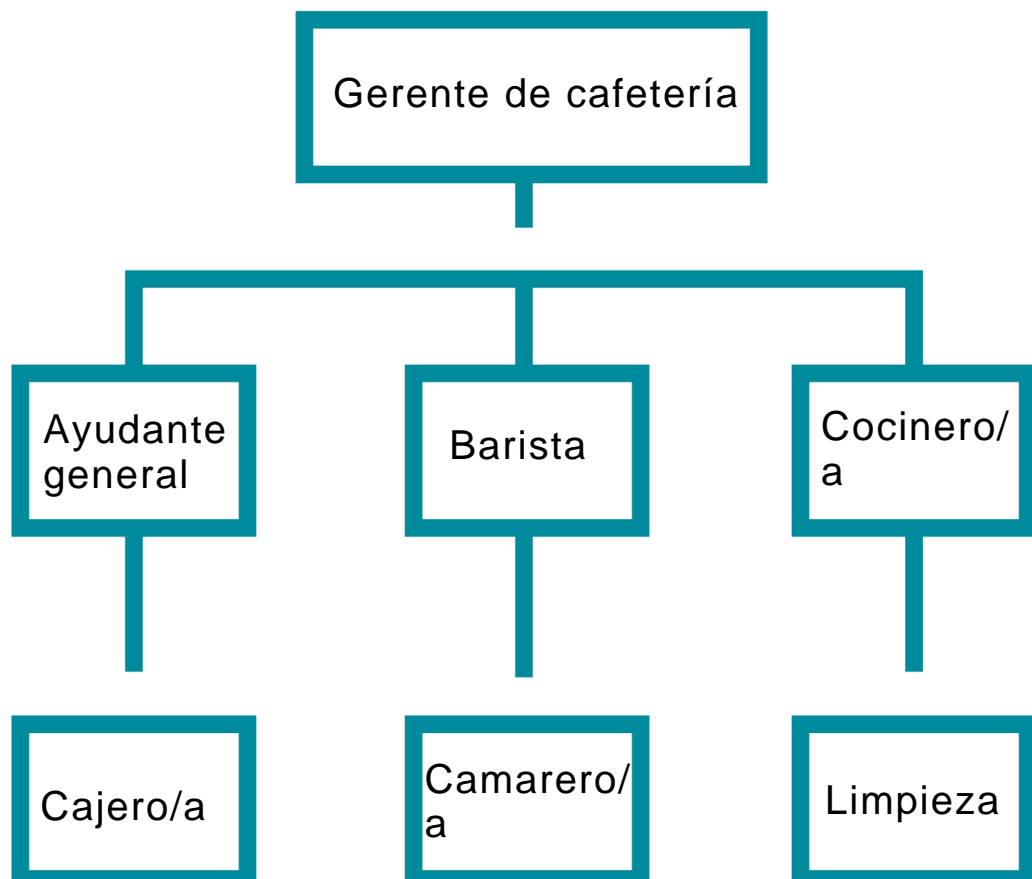 Gerente de cafetería
Ayudante
general
Barista
Cocinero/
a
Cajero/a
Camarero/
a
Limpieza